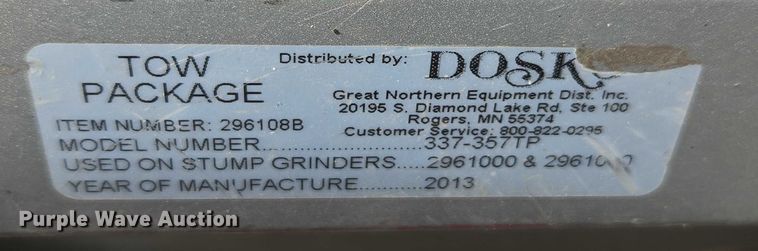 TOW
PACKAGE
Distributed by: DOSK
Great Northern Equipment Dist. Inc.
20195 S. Diamond Lake Rd, Ste 100
Rogers, MN 55374
Customer Service: 800-822-0295
ITEM NUMBER: 296108B
MODEL NUMBER....................337-357TP
USED ON STUMP GRINDERS.....2961000 & 2961000
YEAR OF MANUFACTURE..........2013
Purple Wave Auction